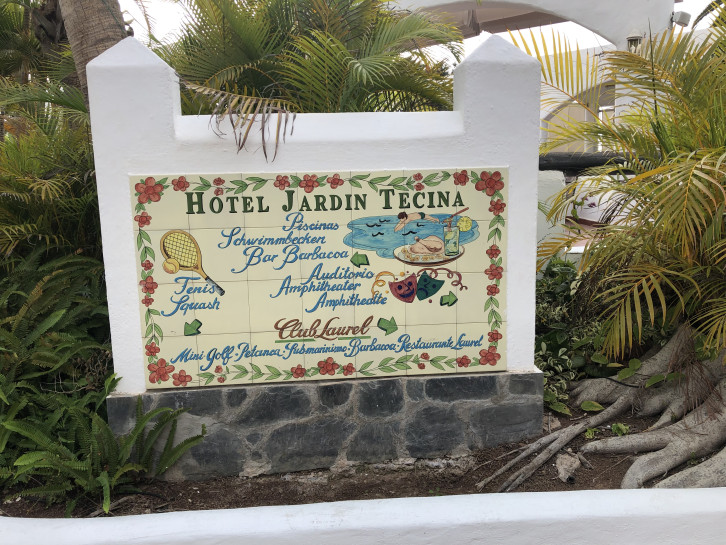 HOTEL JARDIN TECINA
Piscinas
Schwimmbecken
Bar Barbacoa
Tenis
Squash
Auditorio
Amphitheater
Amphitheatre
Club Laurel
Mini Golf - Petanca - Submarinismo - Barbacoa - Restaurante Laurel